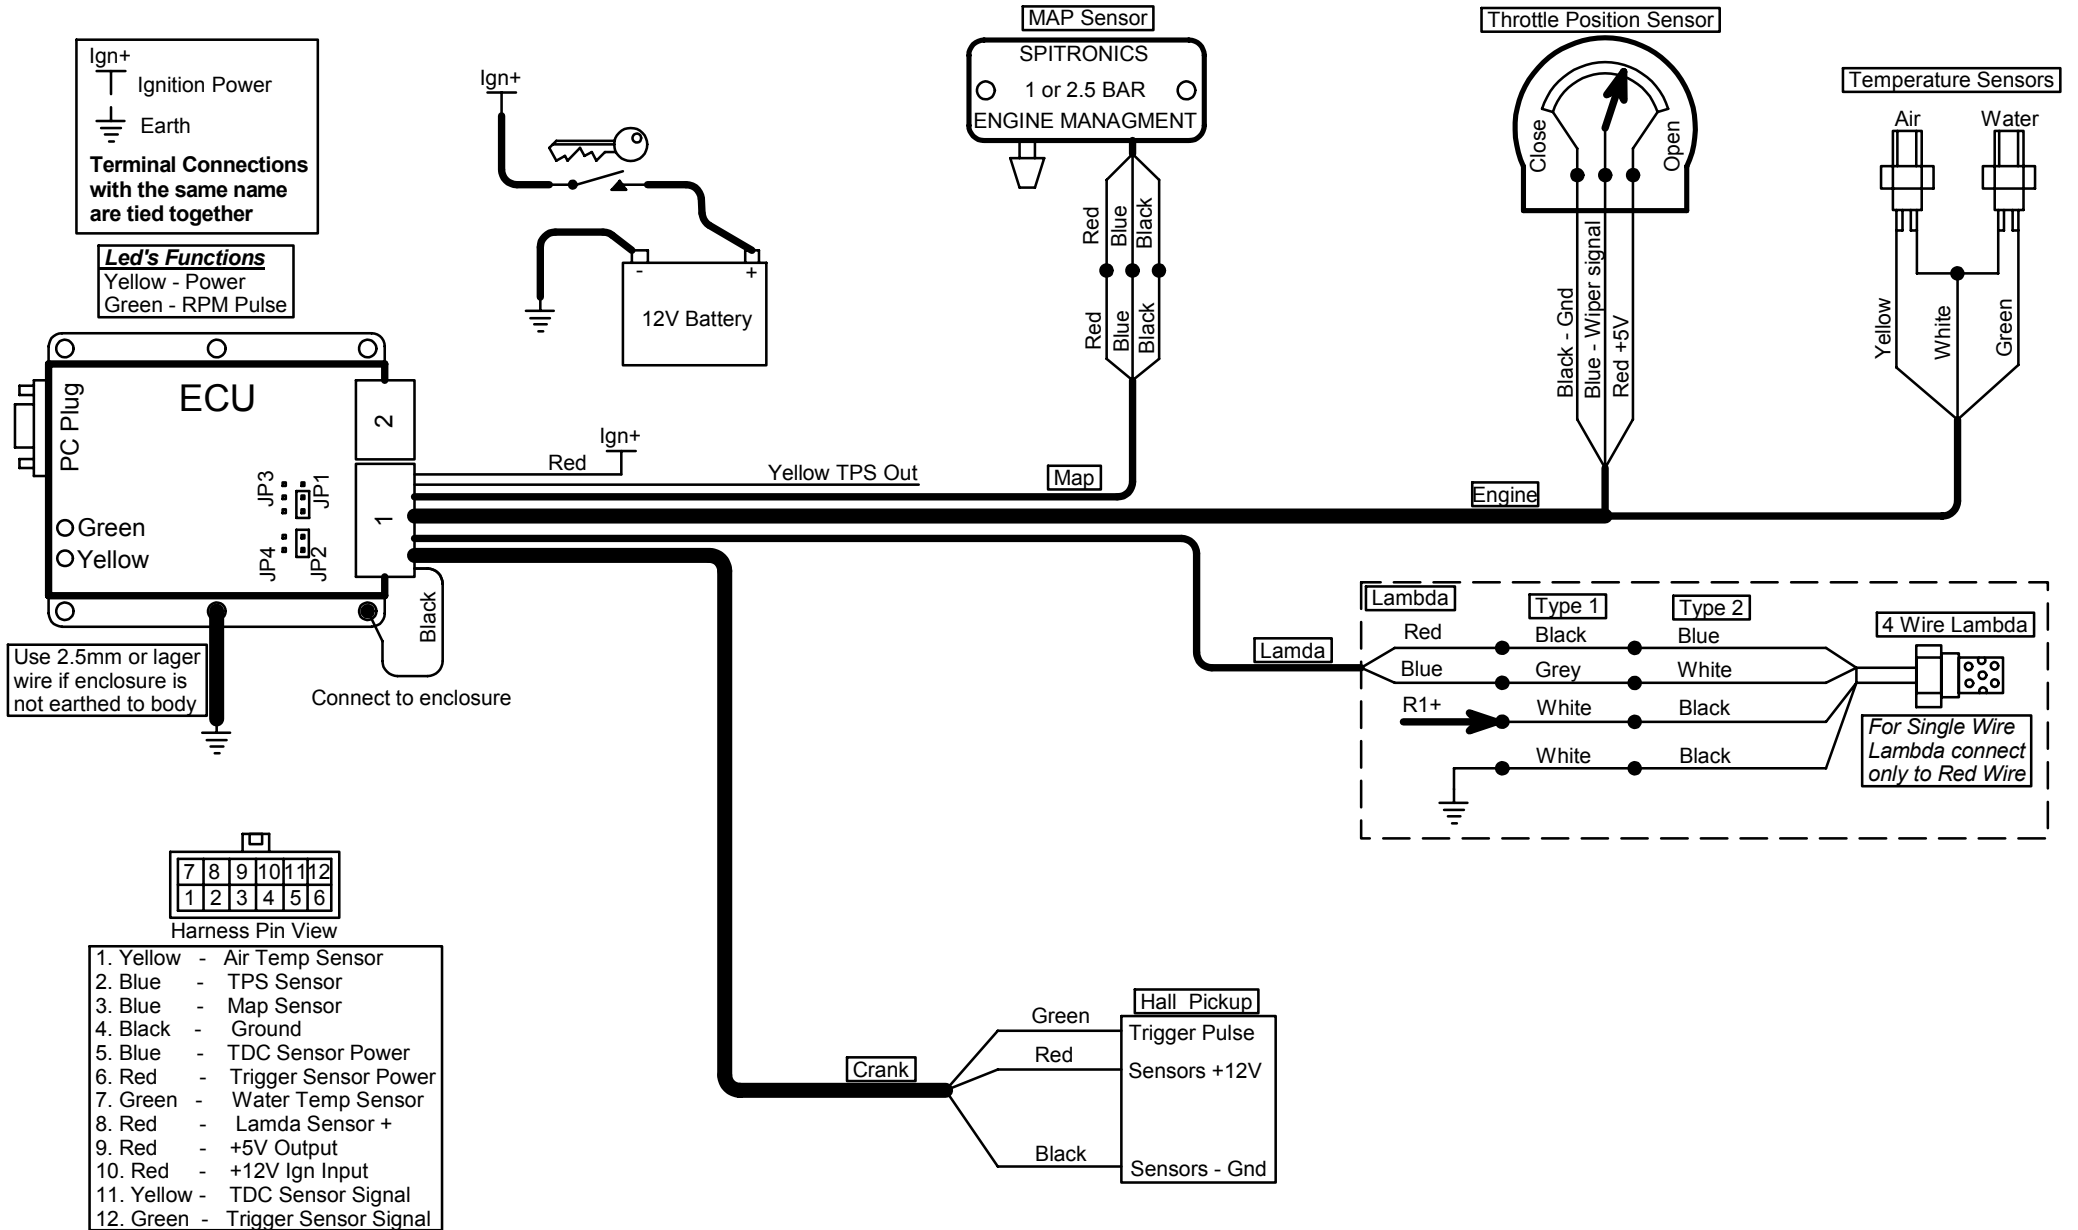 Ign+
Ignition Power
Earth
Terminal Connections
with the same name
are tied together
Led's Functions
Yellow - Power
Green - RPM Pulse
Ign+
-
+
12V Battery
MAP Sensor
SPITRONICS
1 or 2.5 BAR
ENGINE MANAGMENT
Red
Blue
Black
Red
Blue
Black
Throttle Position Sensor
Close
Open
Black - Gnd
Blue - Wiper signal
Red +5V
Temperature Sensors
Air
Water
Yellow
White
Green
ECU
PC Plug
2
1
JP3
JP1
JP4
JP2
Green
Yellow
Red
Ign+
Yellow TPS Out
Map
Engine
Black
Use 2.5mm or lager
wire if enclosure is
not earthed to body
Connect to enclosure
Lamda
Lambda
Type 1
Type 2
4 Wire Lambda
Red
Black
Blue
Blue
Grey
White
R1+
White
Black
White
Black
For Single Wire
Lambda connect
only to Red Wire
7 8 9 10 11 12
1 2 3 4 5 6
Harness Pin View
1. Yellow - Air Temp Sensor
2. Blue - TPS Sensor
3. Blue - Map Sensor
4. Black - Ground
5. Blue - TDC Sensor Power
6. Red - Trigger Sensor Power
7. Green - Water Temp Sensor
8. Red - Lamda Sensor +
9. Red - +5V Output
10. Red - +12V Ign Input
11. Yellow - TDC Sensor Signal
12. Green - Trigger Sensor Signal
Crank
Green
Red
Black
Hall Pickup
Trigger Pulse
Sensors +12V
Sensors - Gnd